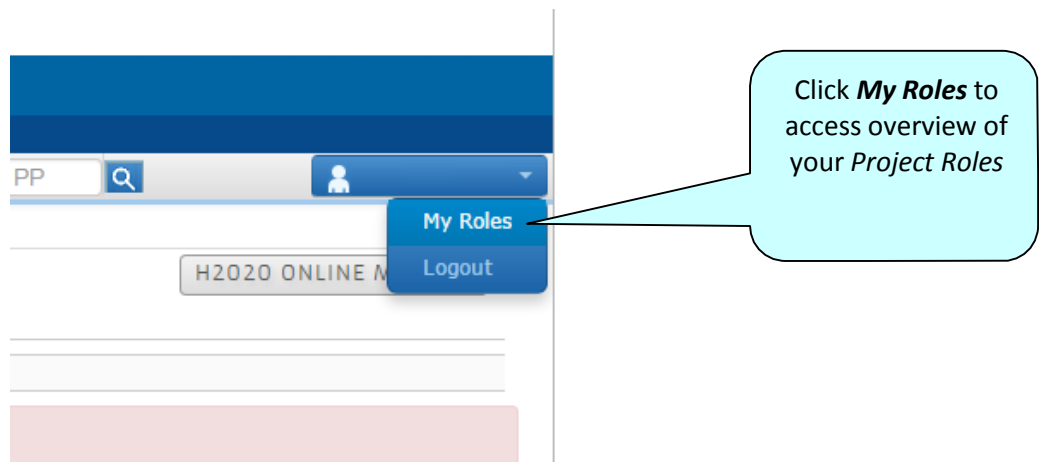 Click My Roles to
access overview of
your Project Roles
PP
My Roles
H2020 ONLINE M
Logout